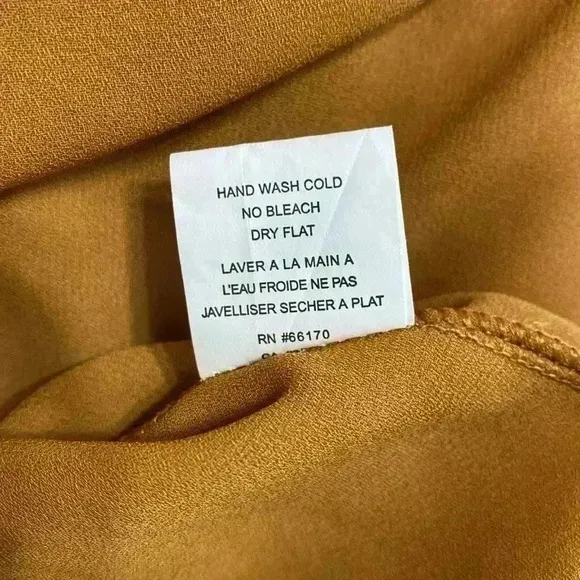 HAND WASH COLD
NO BLEACH
DRY FLAT
LAVER A LA MAIN A
L'EAU FROIDE NE PAS
JAVELLISER SECHER A PLAT
RN #66170